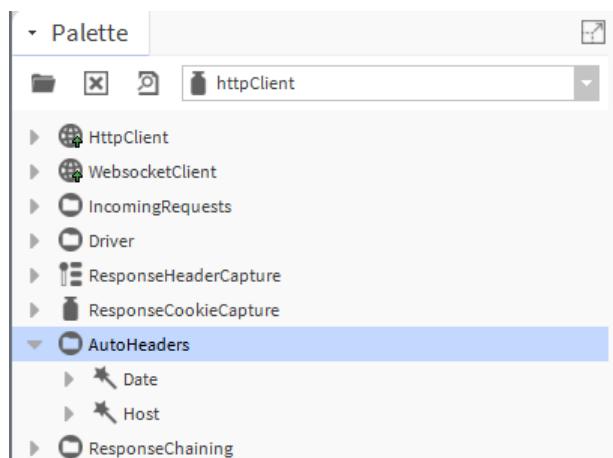 Palette
httpClient
HttpClient
WebsocketClient
IncomingRequests
Driver
ResponseHeaderCapture
ResponseCookieCapture
AutoHeaders
Date
Host
ResponseChaining